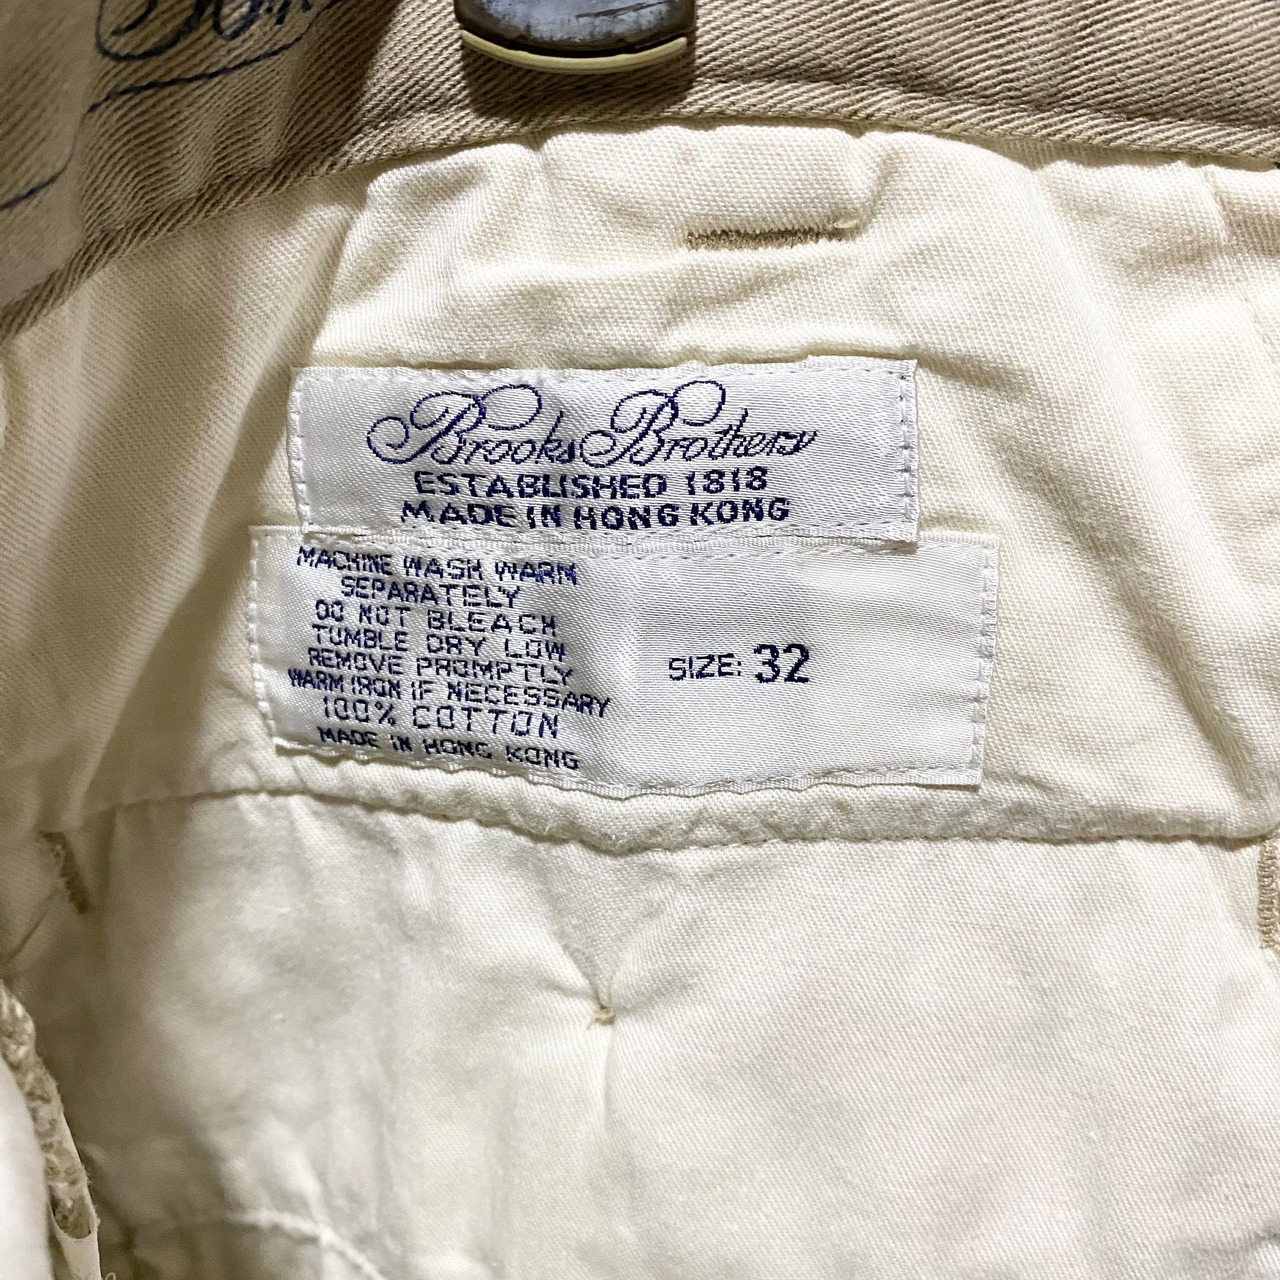 Brooks Brothers
ESTABLISHED 1818
MADE IN HONG KONG
MACHINE WASH WARM
SEPARATELY
DO NOT BLEACH
TUMBLE DRY LOW
REMOVE PROMPTLY
WARM IRON IF NECESSARY
100% COTTON
MADE IN HONG KONG
SIZE: 32